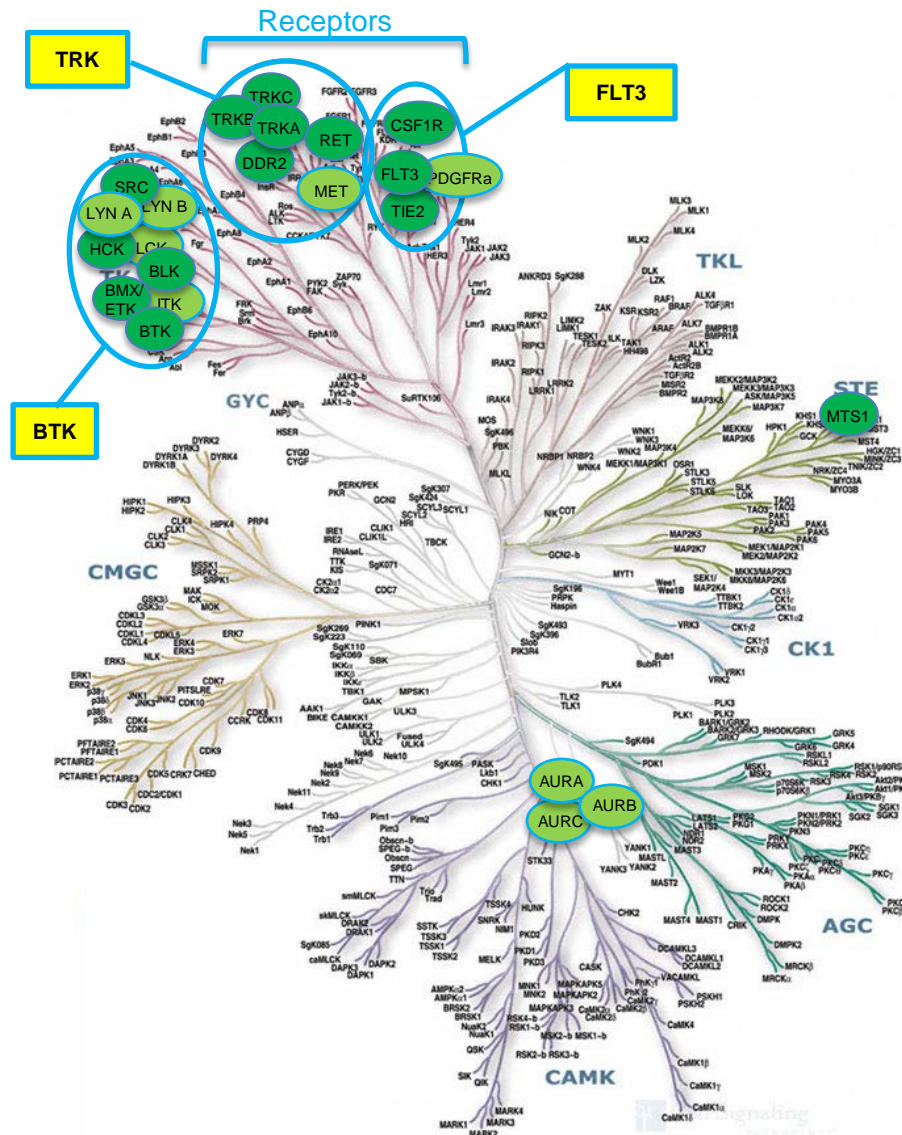 Receptors
TRK
FLT3
BTK
TRKC
TRKB
TRKA
RET
DDR2
MET
CSF1R
FLT3
PDGFRa
TIE2
SRC
LYN A
LYN B
HCK
LCK
BLK
BMX/
ETK
ITK
BTK
MTS1
AURA
AURB
AURC
TKL
STE
GYC
CMGC
CK1
AGC
CAMK
EphB2
EphB1
EphA5
EphB4
EphA8
EphA2
EphA1
EphB6
EphA10
Fgr
FRK
Srm
Brk
Abl
Fes
Fer
PYK2
FAK
ZAP70
Syk
InsR
Ros
ALK
LTK
HER4
HER3
Tyk2
JAK1
JAK2
JAK3
Lmr1
Lmr2
Lmr3
JAK3~b
JAK2~b
Tyk2~b
JAK1~b
SuRTK106
ANPα
ANPβ
HSER
CYGD
CYGF
MLK3
MLK1
MLK4
MLK2
ANKRD3
SgK288
DLK
LZK
ZAK
RIPK2
IRAK3
IRAK1
LIMK2
LIMK1
TESK1
TESK2
ILK
TAK1
HH498
KSR
KSR2
RAF1
BRAF
ARAF
ALK4
TGFβR1
ALK7
BMPR1B
BMPR1A
ALK1
ALK2
ActR2
ActR2B
TGFβR2
MISR2
BMPR2
RIPK3
IRAK2
RIPK1
LRRK2
LRRK1
IRAK4
MOS
SgK496
PBK
MLKL
NRBP1
NRBP2
WNK1
WNK3
WNK2
WNK4
MEKK2/MAP3K2
MEKK3/MAP3K3
ASK/MAP3K5
MAP3K8
MAP3K7
MEKK6/
MAP3K6
MAP3K4
MEKK1/MAP3K1
KHS1
HPK1
GCK
MST3
MST4
HGK/ZC1
MINK/ZC3
TNIK/ZC2
NRK/ZC4
MYO3A
MYO3B
OSR1
STLK3
STLK5
STLK6
SLK
LOK
TAO1
TAO2
TAO3
PAK1
PAK3
PAK2
PAK4
PAK5
PAK6
NIK
COT
GCN2~b
MAP2K5
MAP2K7
MEK1/MAP2K1
MEK2/MAP2K2
MKK3/MAP2K3
MKK6/MAP2K6
SEK1/
MAP2K4
DYRK2
DYRK3
DYRK1A
DYRK1B
DYRK4
PERK/PEK
PKR
GCN2
SgK307
SgK424
SCYL3
SCYL1
SCYL2
HRI
HIPK1
HIPK2
HIPK3
HIPK4
PRP4
CLK4
CLK1
CLK2
CLK3
IRE1
IRE2
CLIK1
CLIK1L
TBCK
RNAseL
TTK
KIS
SgK071
CK2α1
CK2α2
CDC7
MSSK1
SRPK2
SRPK1
MAK
ICK
MOK
GSK3β
GSK3α
CDKL3
CDKL2
CDKL1
CDKL5
CDKL4
ERK7
ERK4
ERK3
NLK
ERK5
ERK1
ERK2
p38γ
p38δ
p38β
p38α
JNK1
JNK3
JNK2
CDK7
PITSLRE
CDK10
CDK8
CDK11
CCRK
CDK4
CDK6
CDK9
PFTAIRE2
PFTAIRE1
PCTAIRE2
PCTAIRE1
PCTAIRE3
CDK5
CRK7
CHED
CDC2/CDK1
CDK3
CDK2
PINK1
SgK269
SgK223
SgK110
SgK069
SBK
IKKα
IKKβ
IKKε
TBK1
MPSK1
GAK
AAK1
BIKE
CAMKK1
CAMKK2
ULK3
ULK1
ULK2
Fused
ULK4
Nek10
Nek6
Nek7
Nek8
Nek9
Nek2
Nek11
Nek4
Nek3
Nek5
Nek1
MYT1
Wee1
Wee1B
SgK196
PRPK
Haspin
SgK493
SgK396
Slob
PIK3R4
TTBK1
TTBK2
CK1δ
CK1ε
CK1α
CK1α2
CK1γ2
CK1γ1
CK1γ3
VRK3
VRK1
VRK2
Bub1
BubR1
PLK4
PLK3
PLK1
PLK2
TLK2
TLK1
SgK494
PDK1
BARK1/GRK2
BARK2/GRK3
RHODK/GRK1
GRK5
GRK7
GRK6
GRK4
RSKL1
RSKL2
MSK1
MSK2
p70S6K
p70S6Kβ
RSK3
RSK4
RSK2
RSK1/p90RSK
SGK2
SGK1
SGK3
LATS1
LATS2
NDR1
NDR2
PKG2
PKG1
PKN1/PRK1
PKN2/PRK2
PKN3
PRKY
PRKX
PKAγ
PKAα
PKAβ
YANK1
YANK2
YANK3
MASTL
MAST3
MAST2
MAST4
MAST1
ROCK1
ROCK2
DMPK
CRIK
DMPK2
MRCKβ
MRCKα
SgK495
PASK
Lkb1
CHK1
Trb3
Trb2
Trb1
Pim1
Pim2
Pim3
Obscn~b
SPEG~b
Obscn
SPEG
TTN
STK33
smMLCK
skMLCK
Trio
Trad
DRAK2
DRAK1
SgK085
caMLCK
DAPK3
DAPK2
DAPK1
TSSK4
SSTK
TSSK3
TSSK1
TSSK2
HUNK
SNRK
NIM1
PKD2
PKD1
PKD3
MELK
CHK2
DCAMKL3
DCAMKL1
DCAMKL2
CASK
VACAMKL
MNK1
MNK2
MAPKAPK5
MAPKAPK2
MAPKAPK3
PhKγ1
PhKγ2
CaMK2γ
CaMK2α
CaMK2β
CaMK2δ
PSKH1
PSKH2
AMPKα2
AMPKα1
BRSK2
BRSK1
NuaK2
NuaK1
QSK
SIK
QIK
RSK4~b
RSK1~b
MSK2~b
MSK1~b
RSK2~b
RSK3~b
CaMK4
CaMK1β
CaMK1γ
CaMK1α
CaMK1δ
MARK4
MARK1
MARK3
MARK2